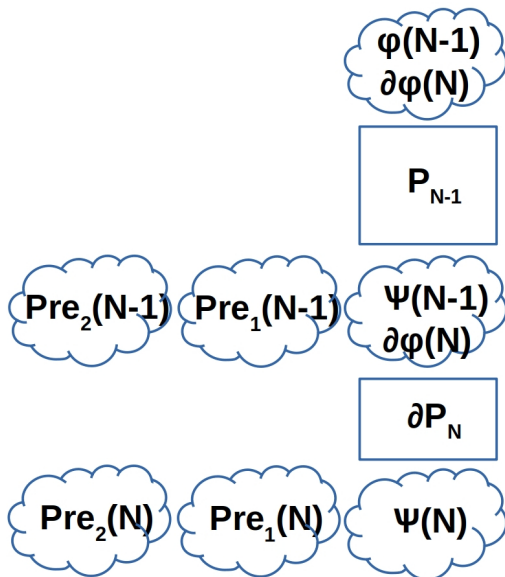 φ(N-1)
∂φ(N)
P_{N-1}
Pre₂(N-1) Pre₁(N-1) Ψ(N-1)
∂φ(N)
∂P_N
Pre₂(N) Pre₁(N) Ψ(N)